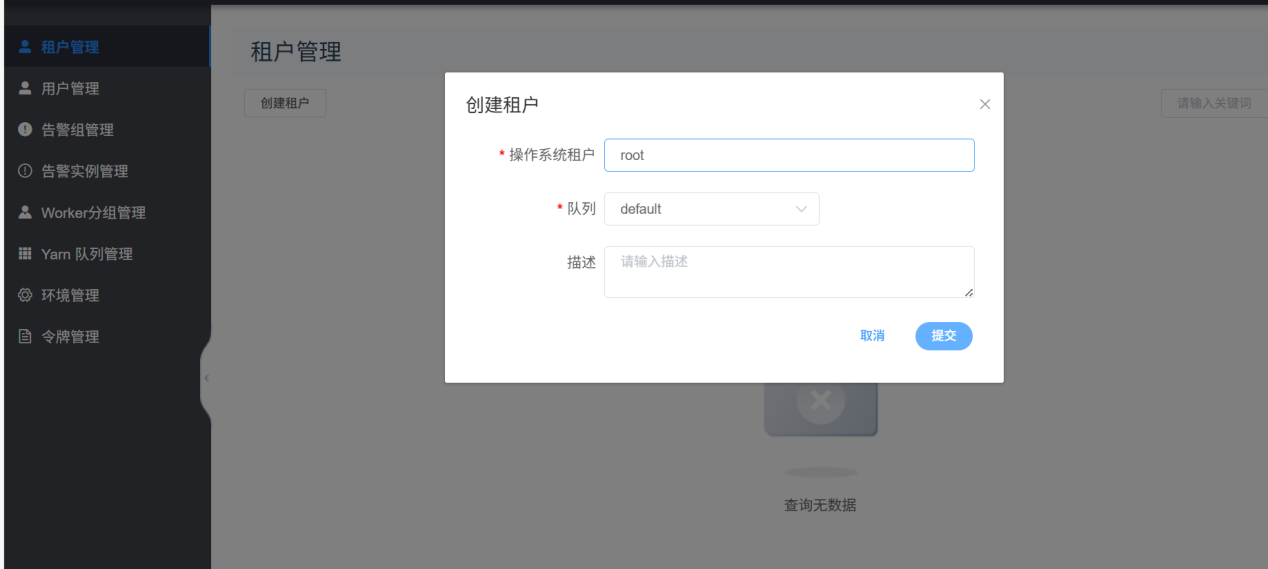 租户管理
用户管理
告警组管理
告警实例管理
Worker分组管理
Yarn 队列管理
环境管理
令牌管理
租户管理
创建租户
请输入关键词
创建租户
* 操作系统租户 root
* 队列 default
描述 请输入描述
取消 提交
查询无数据